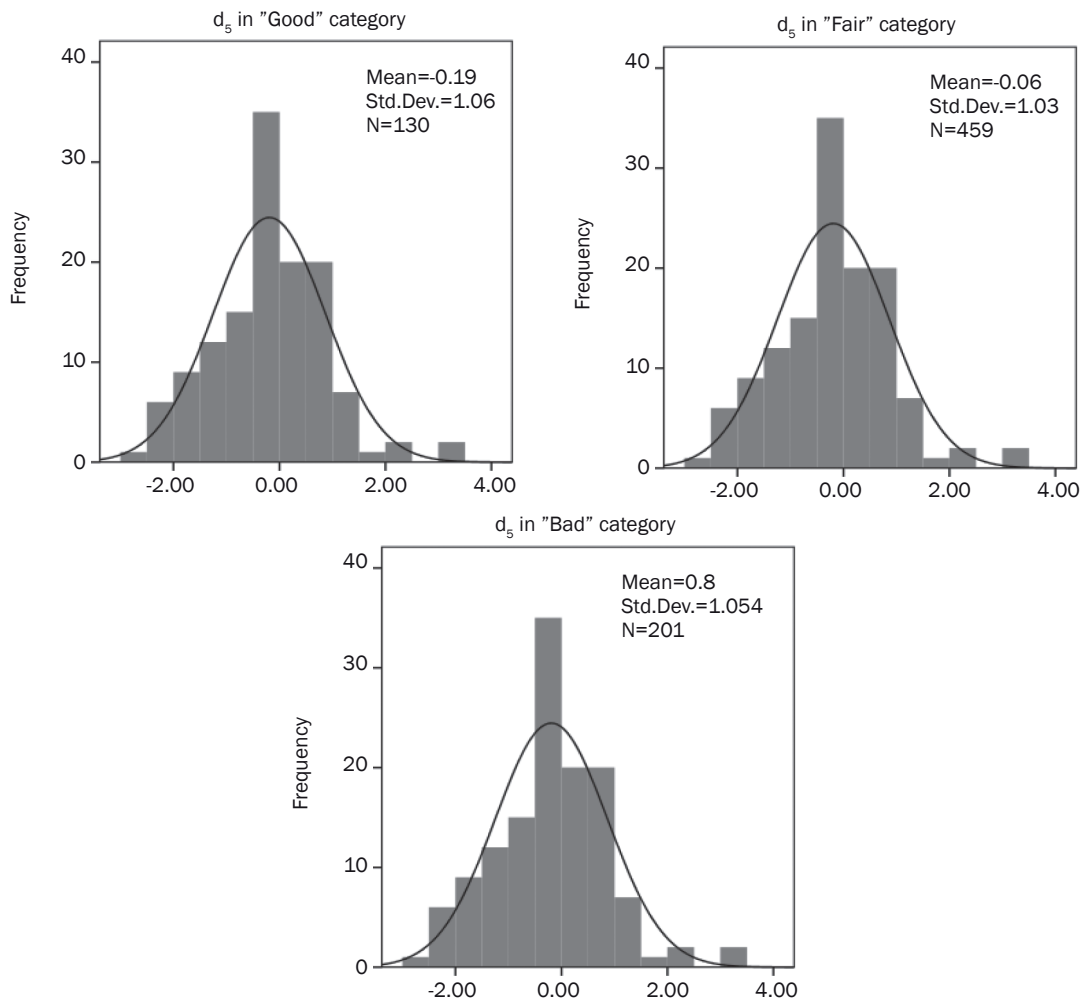 d5 in ”Good” category
Mean=-0.19
Std.Dev.=1.06
N=130
Frequency
40
30
20
10
0
-2.00 0.00 2.00 4.00
d5 in ”Fair” category
Mean=-0.06
Std.Dev.=1.03
N=459
Frequency
40
30
20
10
0
-2.00 0.00 2.00 4.00
d5 in ”Bad” category
Mean=0.8
Std.Dev.=1.054
N=201
Frequency
40
30
20
10
0
-2.00 0.00 2.00 4.00